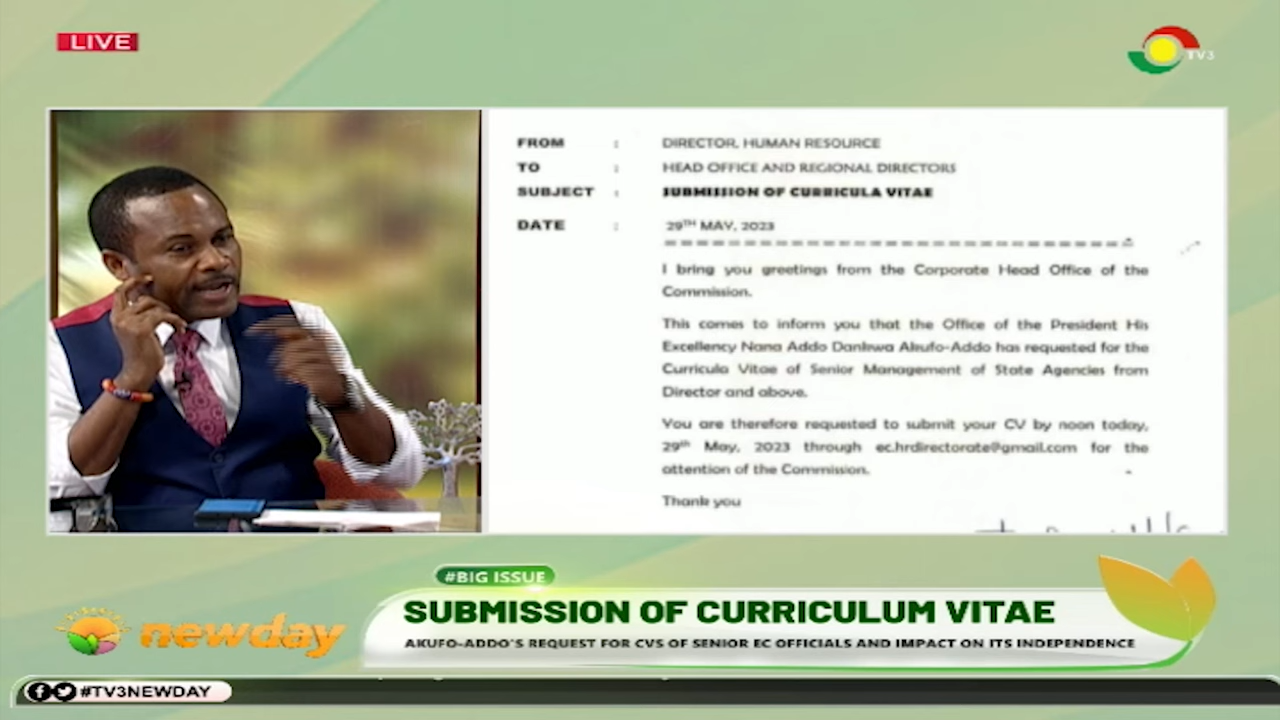 LIVE
TV3
FROM : DIRECTOR, HUMAN RESOURCE
TO : HEAD OFFICE AND REGIONAL DIRECTORS
SUBJECT : SUBMISSION OF CURRICULA VITAE
DATE : 29TH MAY, 2023
I bring you greetings from the Corporate Head Office of the
Commission.
This comes to inform you that the Office of the President His
Excellency Nana Addo Dankwa Akufo-Addo has requested for the
Curricula Vitae of Senior Management of State Agencies from
Director and above.
You are therefore requested to submit your CV by noon today,
29th May, 2023 through ec.hrdirectorate@gmail.com for the
attention of the Commission.
Thank you
#BIG ISSUE
newday
SUBMISSION OF CURRICULUM VITAE
AKUFO-ADDO'S REQUEST FOR CVS OF SENIOR EC OFFICIALS AND IMPACT ON ITS INDEPENDENCE
#TV3NEWDAY